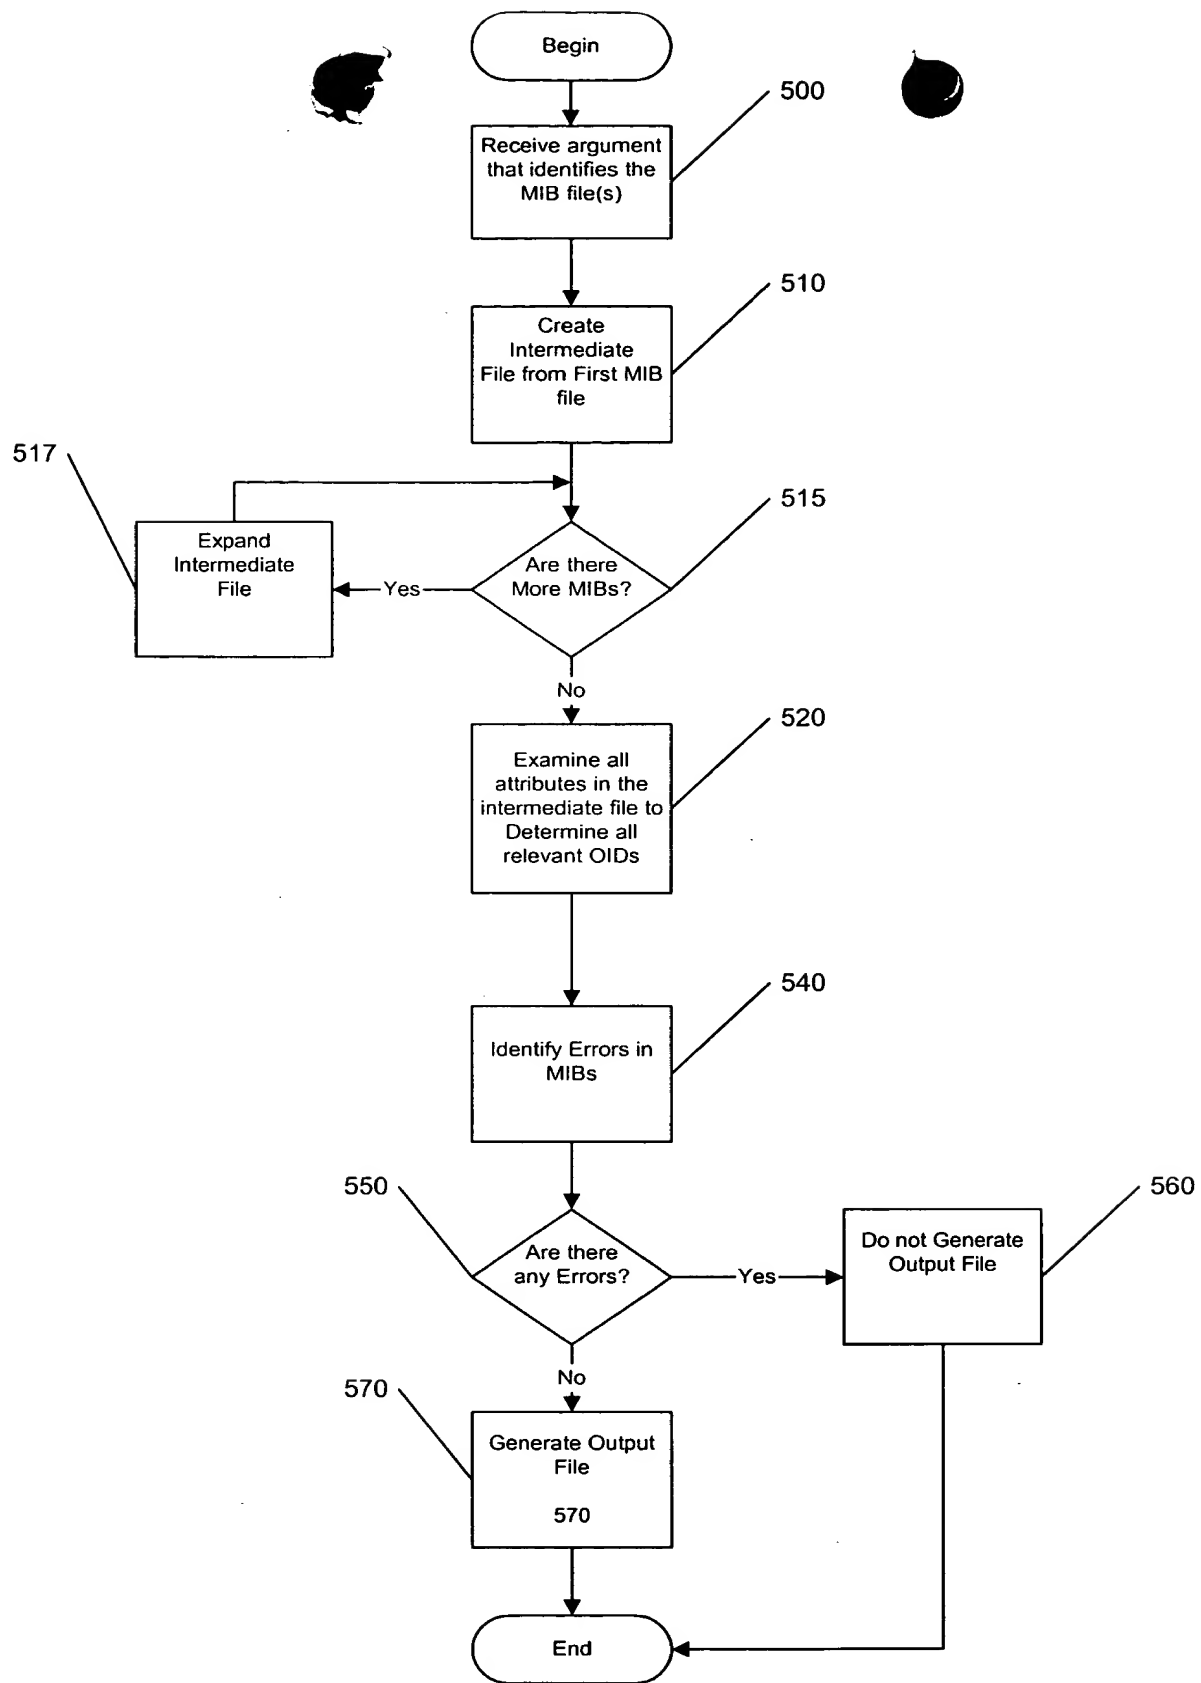 Begin
500
Receive argument
that identifies the
MIB file(s)
510
Create
Intermediate
File from First MIB
file
517
515
Expand
Intermediate
File
Yes
Are there
More MIBs?
No
520
Examine all
attributes in the
intermediate file to
Determine all
relevant OIDs
540
Identify Errors in
MIBs
550
560
Are there
any Errors?
Yes
Do not Generate
Output File
No
570
Generate Output
File
570
End